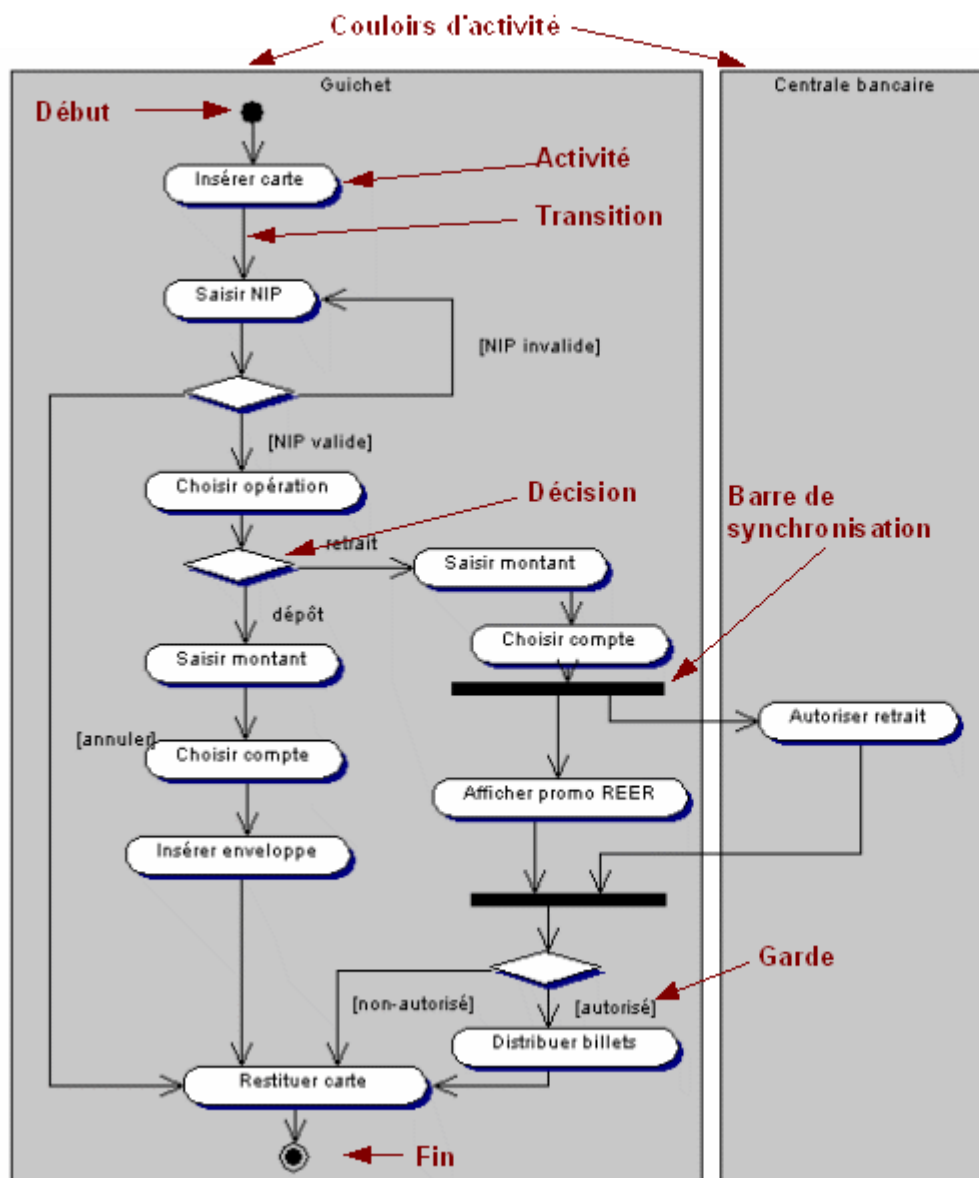 Couloirs d'activité
Guichet
Centrale bancaire
Début
Activité
Insérer carte
Transition
Saisir NIP
[NIP invalide]
[NIP valide]
Choisir opération
Décision
Barre de
synchronisation
retrait
Saisir montant
dépôt
Choisir compte
Saisir montant
Autoriser retrait
[annuler]
Choisir compte
Afficher promo REER
Insérer enveloppe
Garde
[non-autorisé]
[autorisé]
Distribuer billets
Restituer carte
Fin